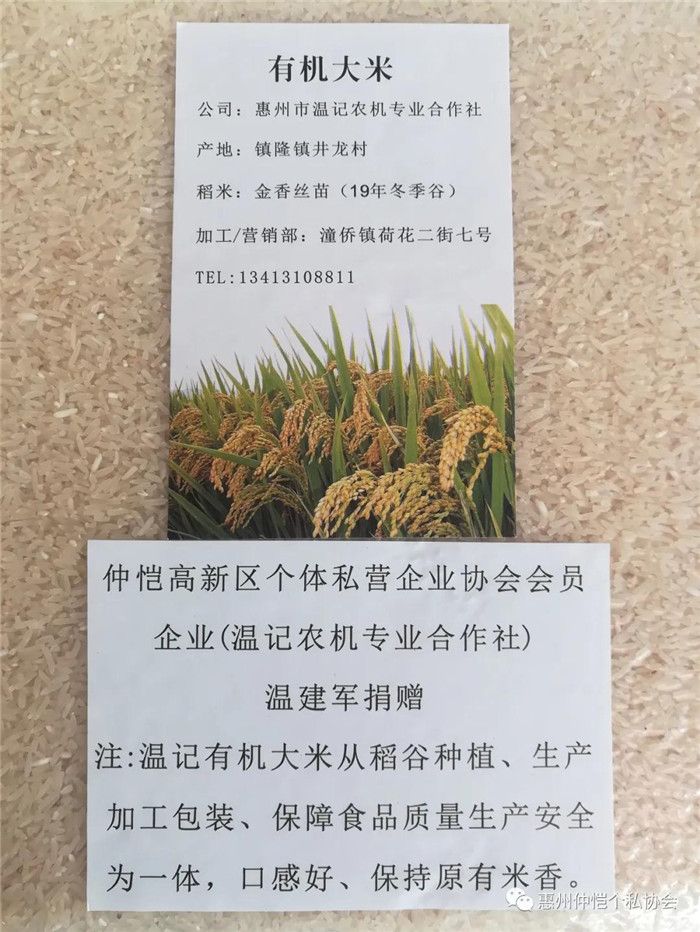 有机大米
公司：惠州市温记农机专业合作社
产地：镇隆镇井龙村
稻米：金香丝苗（19年冬季谷）
加工/营销部：潼侨镇荷花二街七号
TEL:13413108811
仲恺高新区个体私营企业协会会员
企业(温记农机专业合作社)
温建军捐赠
注:温记有机大米从稻谷种植、生产
加工包装、保障食品质量生产安全
为一体，口感好、保持原有米香。
惠州仲恺个私协会